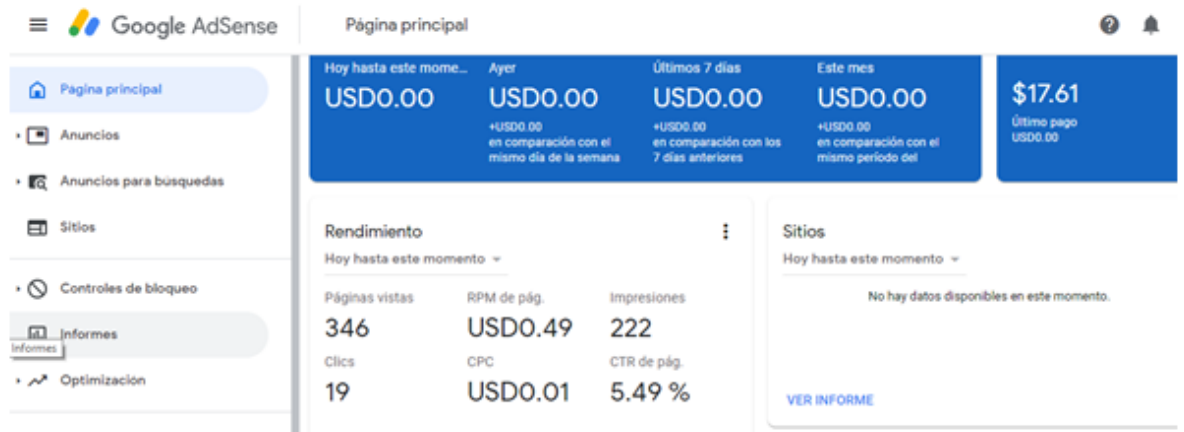 Google AdSense
Página principal
Página principal
Anuncios
Anuncios para búsquedas
Sitios
Controles de bloqueo
Informes
Informes
Optimización
Hoy hasta este mome...
USD0.00
Ayer
USD0.00
+USD0.00
en comparación con el
mismo día de la semana
Últimos 7 días
USD0.00
+USD0.00
en comparación con los
7 días anteriores
Este mes
USD0.00
+USD0.00
en comparación con el
mismo período del
$17.61
Último pago
USD0.00
Rendimiento
Hoy hasta este momento
Páginas vistas
346
RPM de pág.
USD0.49
Impresiones
222
Clics
19
CPC
USD0.01
CTR de pág.
5.49 %
Sitios
Hoy hasta este momento
No hay datos disponibles en este momento.
VER INFORME